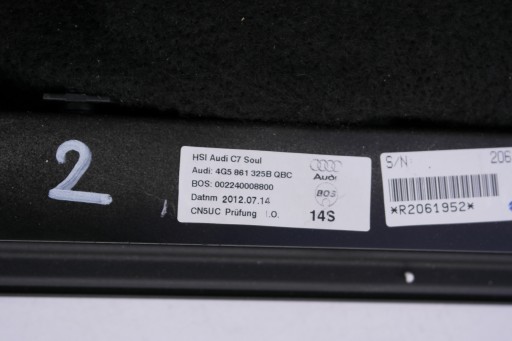 2
HSI Audi C7 Soul
Audi: 4G5 861 325B QBC
BOS: 002240008800
Datnm 2012.07.14
CN5UC Prüfung I.O.
Audi
BOS
14S
S/N: 206
*R2061952*